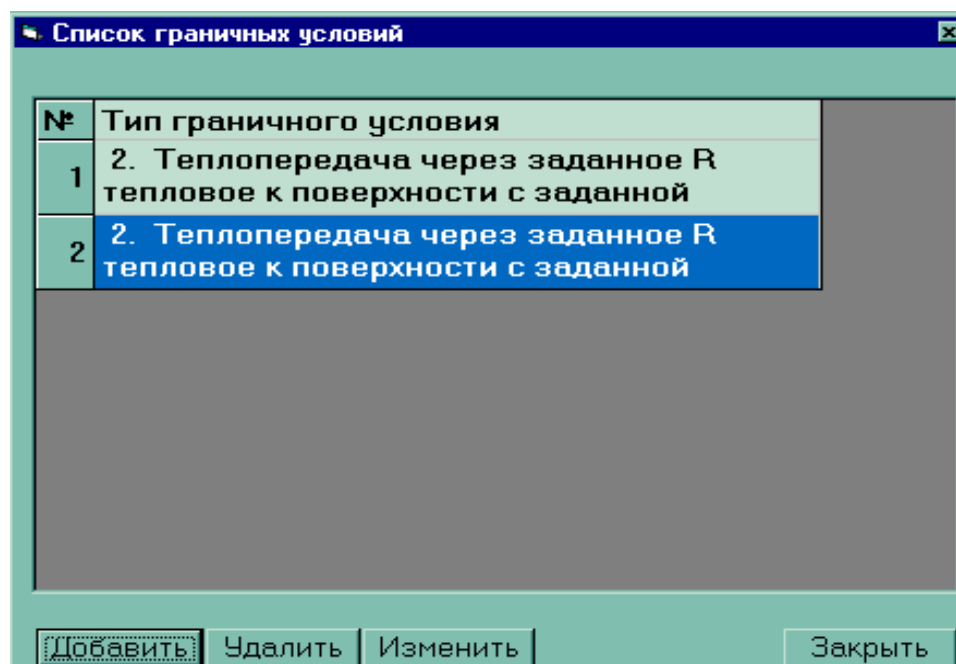 Список граничных условий
№ Тип граничного условия
1 2. Теплопередача через заданное R
тепловое к поверхности с заданной
2 2. Теплопередача через заданное R
тепловое к поверхности с заданной
Добавить Удалить Изменить Закрыть